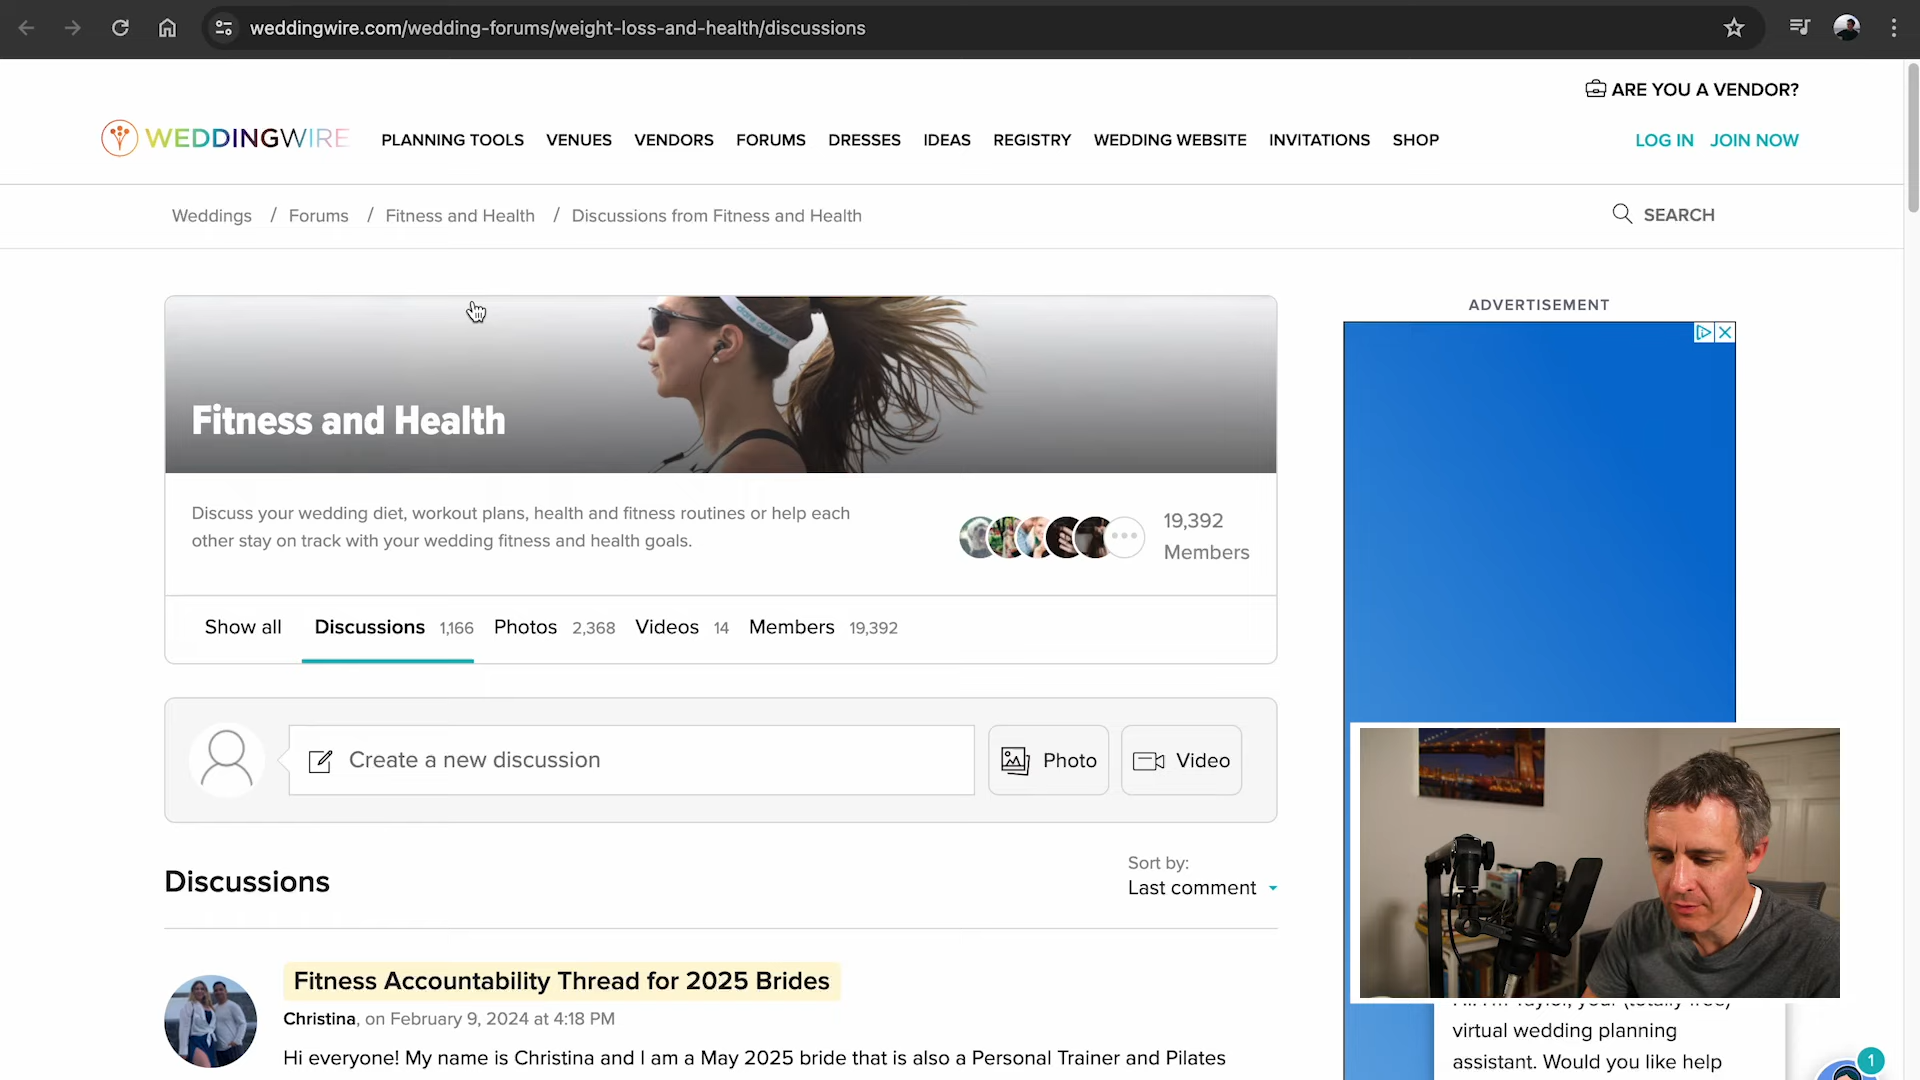 weddingwire.com/wedding-forums/weight-loss-and-health/discussions
ARE YOU A VENDOR?
WEDDINGWIRE
PLANNING TOOLS VENUES VENDORS FORUMS DRESSES IDEAS REGISTRY WEDDING WEBSITE INVITATIONS SHOP
LOG IN JOIN NOW
Weddings / Forums / Fitness and Health / Discussions from Fitness and Health
SEARCH
ADVERTISEMENT
Fitness and Health
Discuss your wedding diet, workout plans, health and fitness routines or help each
other stay on track with your wedding fitness and health goals.
19,392
Members
Show all Discussions 1,166 Photos 2,368 Videos 14 Members 19,392
Create a new discussion
Photo
Video
Discussions
Sort by:
Last comment
Fitness Accountability Thread for 2025 Brides
Christina, on February 9, 2024 at 4:18 PM
Hi everyone! My name is Christina and I am a May 2025 bride that is also a Personal Trainer and Pilates
virtual wedding planning
assistant. Would you like help
1